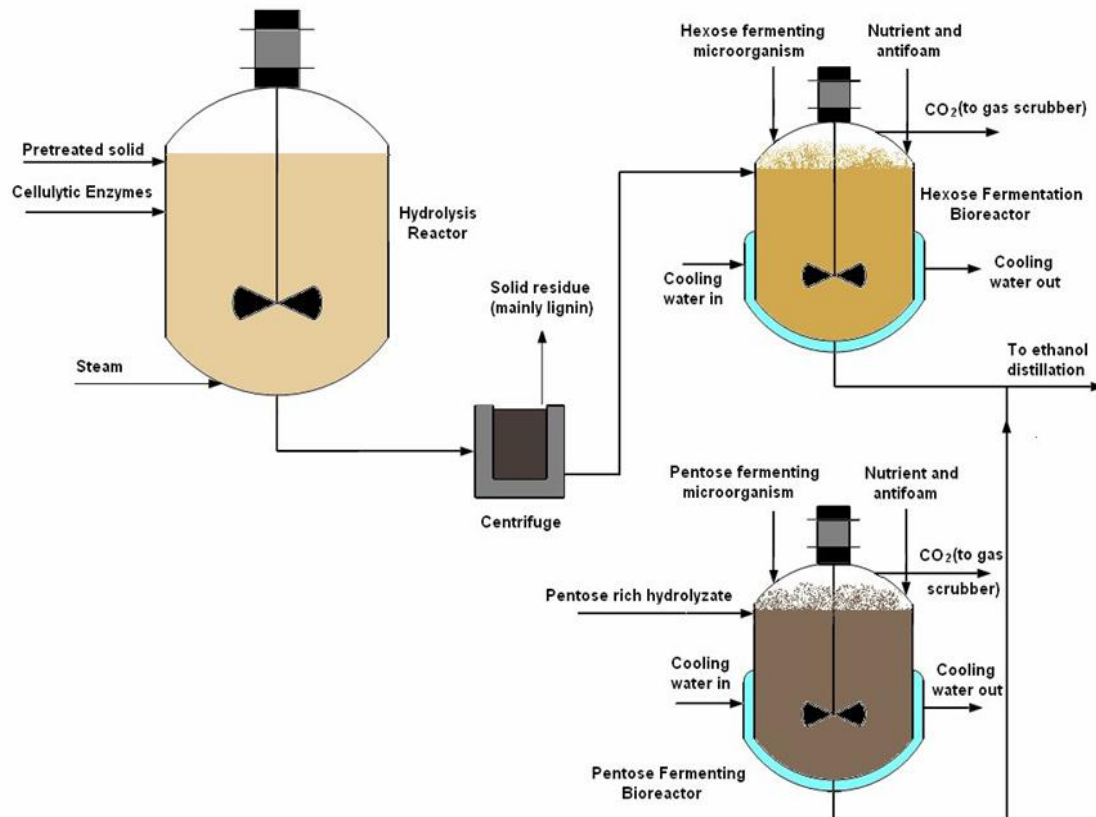 Pretreated solid
Cellulytic Enzymes
Hydrolysis
Reactor
Steam
Solid residue
(mainly lignin)
Centrifuge
Hexose fermenting
microorganism
Nutrient and
antifoam
CO₂(to gas scrubber)
Hexose Fermentation
Bioreactor
Cooling
water in
Cooling
water out
To ethanol
distillation
Pentose fermenting
microorganism
Nutrient and
antifoam
CO₂(to gas
scrubber)
Pentose rich hydrolyzate
Cooling
water in
Cooling
water out
Pentose Fermenting
Bioreactor